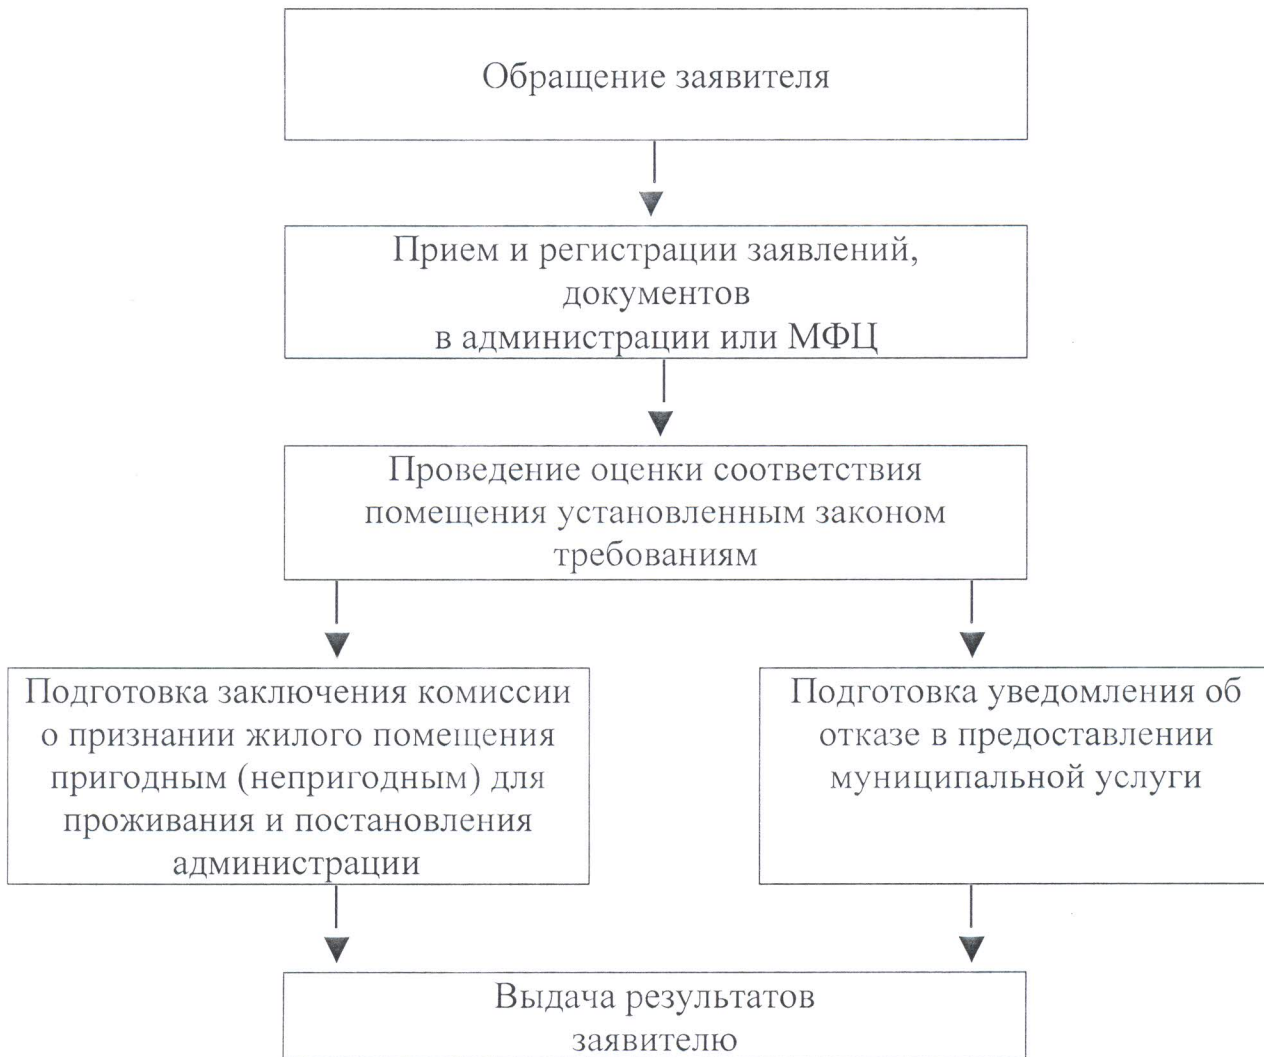 Обращение заявителя
Прием и регистрации заявлений,
документов
в администрации или МФЦ
Проведение оценки соответствия
помещения установленным законом
требованиям
Подготовка заключения комиссии
о признании жилого помещения
пригодным (непригодным) для
проживания и постановления
администрации
Подготовка уведомления об
отказе в предоставлении
муниципальной услуги
Выдача результатов
заявителю